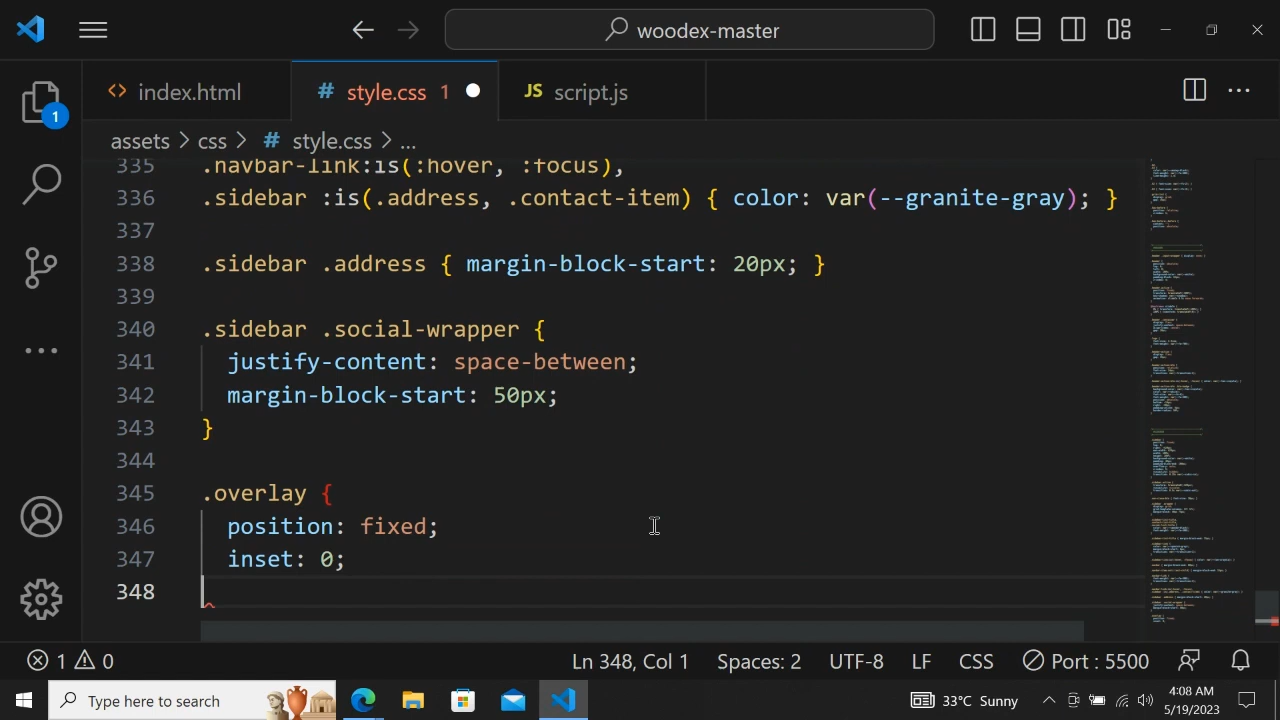 woodex-master
index.html
# style.css 1
JS script.js
1
assets > css > # style.css > ...
335 .navbar-link:is(:hover, :focus),
336 .sidebar :is(.address, .contact-item) { color: var(--granite-gray); }
337
338 .sidebar .address { margin-block-start: 20px; }
339
340 .sidebar .social-wrapper {
341 justify-content: space-between;
342 margin-block-start: 50px;
343 }
344
345 .overlay {
346 position: fixed;
347 inset: 0;
348
1 0 Ln 348, Col 1 Spaces: 2 UTF-8 LF CSS Port : 5500
Type here to search 33°C Sunny 4:08 AM
5/19/2023